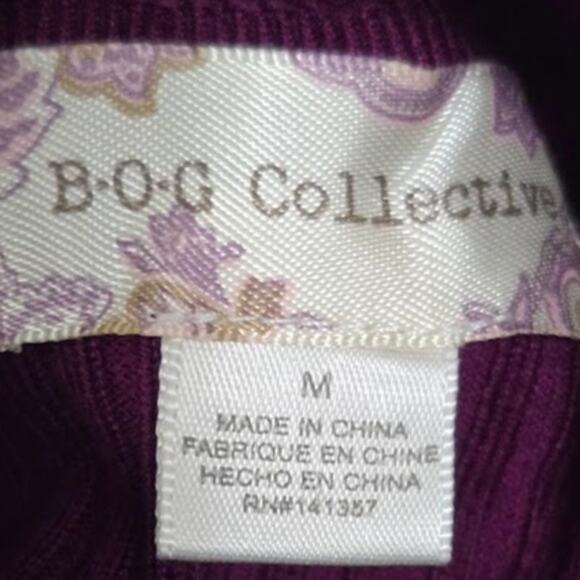 B·O·G Collective
M
MADE IN CHINA
FABRIQUE EN CHINE
HECHO EN CHINA
RN#141357